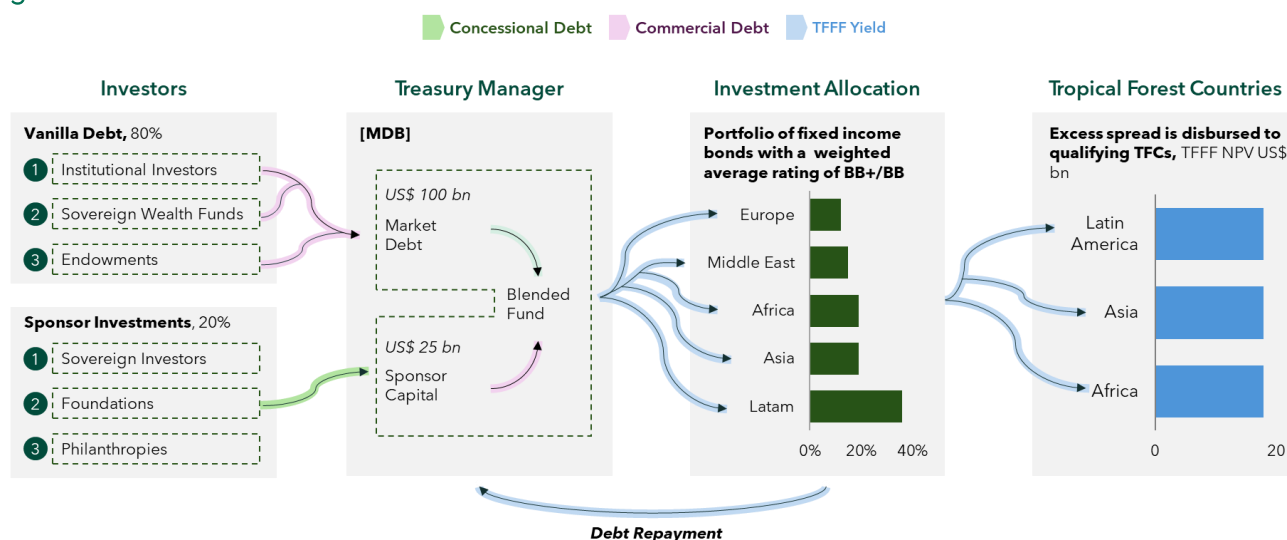 Concessional Debt
Commercial Debt
TFFF Yield
Investors
Treasury Manager
Investment Allocation
Tropical Forest Countries
Vanilla Debt, 80%
1 Institutional Investors
2 Sovereign Wealth Funds
3 Endowments
Sponsor Investments, 20%
1 Sovereign Investors
2 Foundations
3 Philanthropies
[MDB]
US$ 100 bn
Market
Debt
Blended
Fund
US$ 25 bn
Sponsor
Capital
Portfolio of fixed income
bonds with a weighted
average rating of BB+/BB
Europe
Middle East
Africa
Asia
Latam
0% 20% 40%
Excess spread is disbursed to
qualifying TFCs, TFFF NPV US$
bn
Latin
America
Asia
Africa
0 20
Debt Repayment